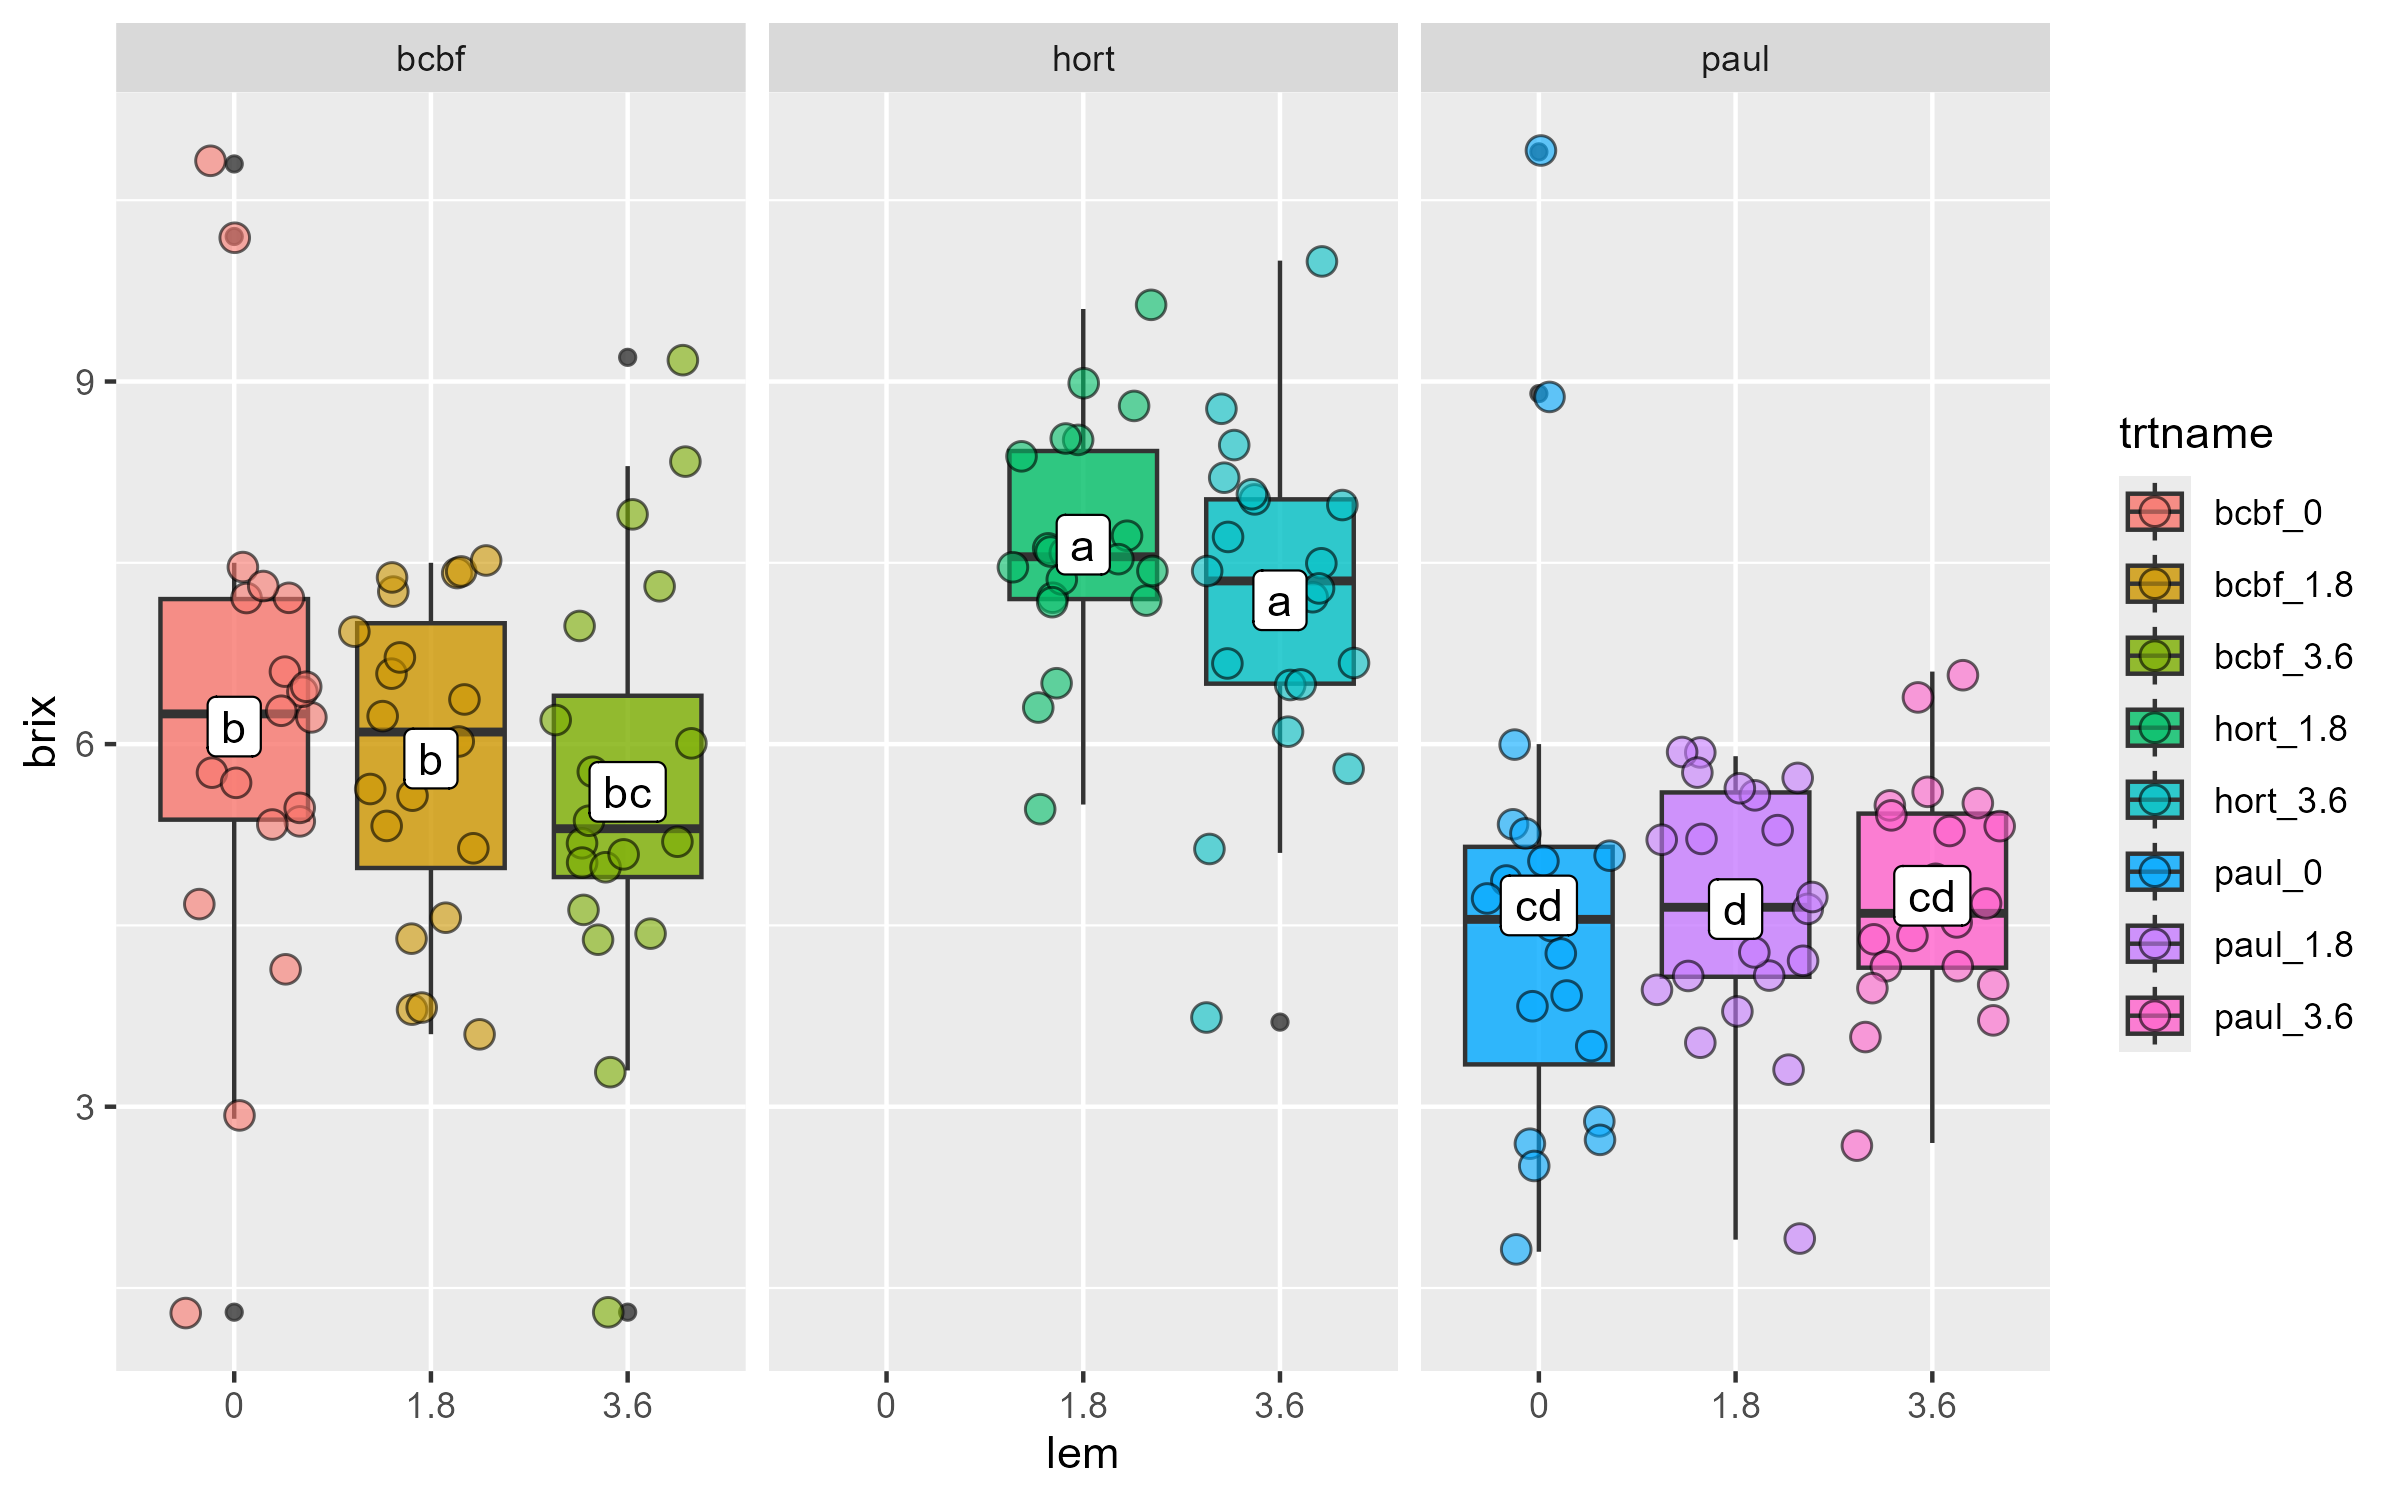 bcbf hort paul
brix
9
6
3
b
b
bc
a
a
cd
d
cd
0 1.8 3.6 0 1.8 3.6 0 1.8 3.6
lem
trtname
bcbf_0
bcbf_1.8
bcbf_3.6
hort_1.8
hort_3.6
paul_0
paul_1.8
paul_3.6